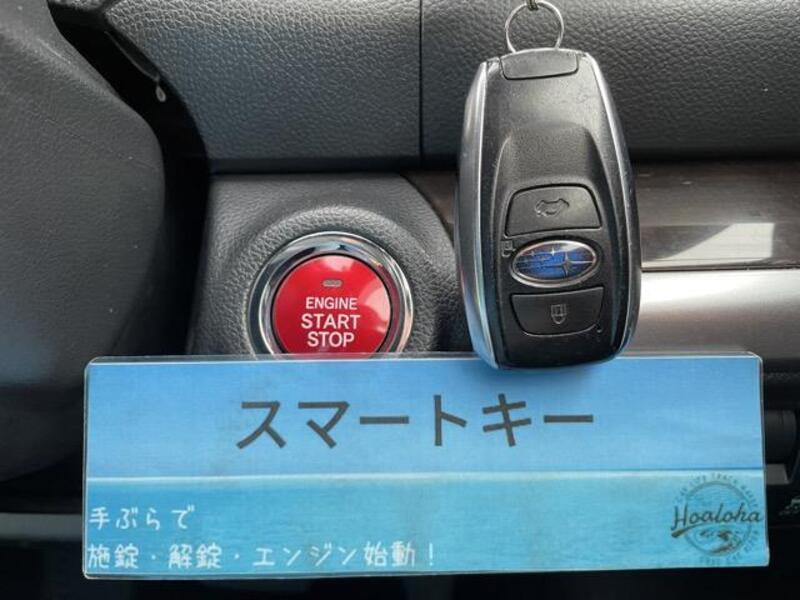 ENGINE
START
STOP
スマートキー
手ぶらで
施錠・解錠・エンジン始動！
Hoaloha